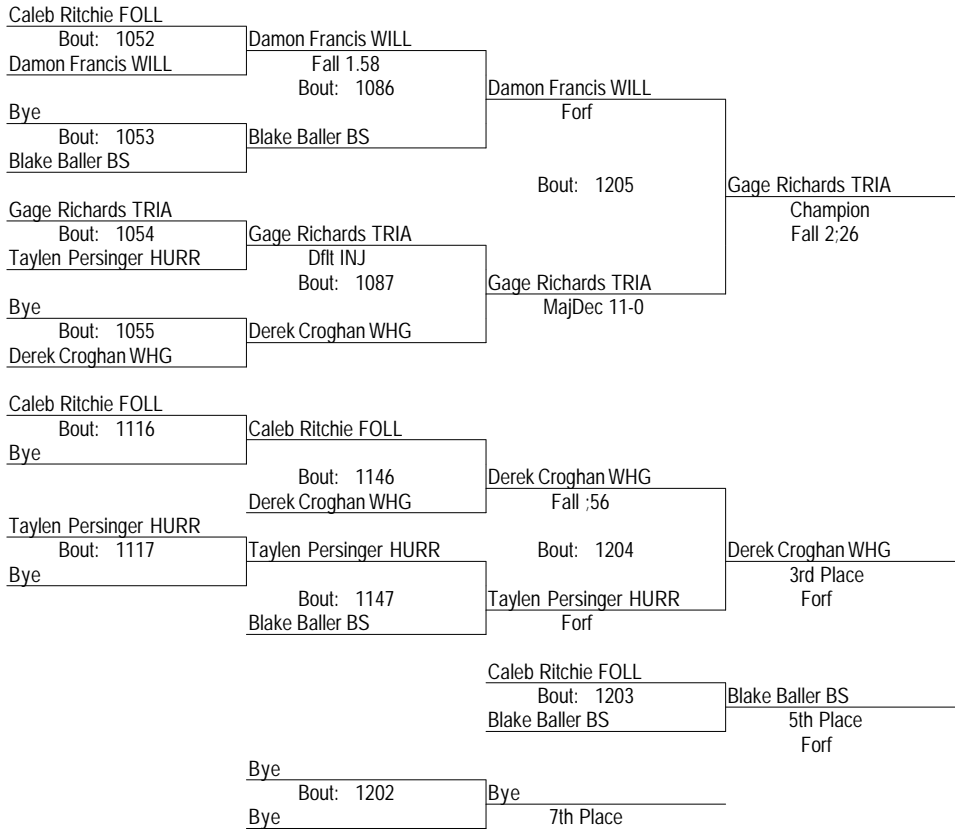 Caleb Ritchie FOLL
Bout: 1052
Damon Francis WILL
Damon Francis WILL
Fall 1.58
Bout: 1086
Damon Francis WILL
Forf
Bye
Bout: 1053
Blake Baller BS
Blake Baller BS
Bout: 1205
Gage Richards TRIA
Champion
Fall 2;26
Gage Richards TRIA
Bout: 1054
Taylen Persinger HURR
Gage Richards TRIA
Dflt INJ
Bout: 1087
Gage Richards TRIA
MajDec 11-0
Bye
Bout: 1055
Derek Croghan WHG
Derek Croghan WHG
Caleb Ritchie FOLL
Bout: 1116
Bye
Caleb Ritchie FOLL
Bout: 1146
Derek Croghan WHG
Derek Croghan WHG
Fall ;56
Taylen Persinger HURR
Bout: 1117
Bye
Taylen Persinger HURR
Bout: 1204
Derek Croghan WHG
3rd Place
Forf
Bout: 1147
Blake Baller BS
Taylen Persinger HURR
Forf
Caleb Ritchie FOLL
Bout: 1203
Blake Baller BS
Blake Baller BS
5th Place
Forf
Bye
Bout: 1202
Bye
Bye
7th Place